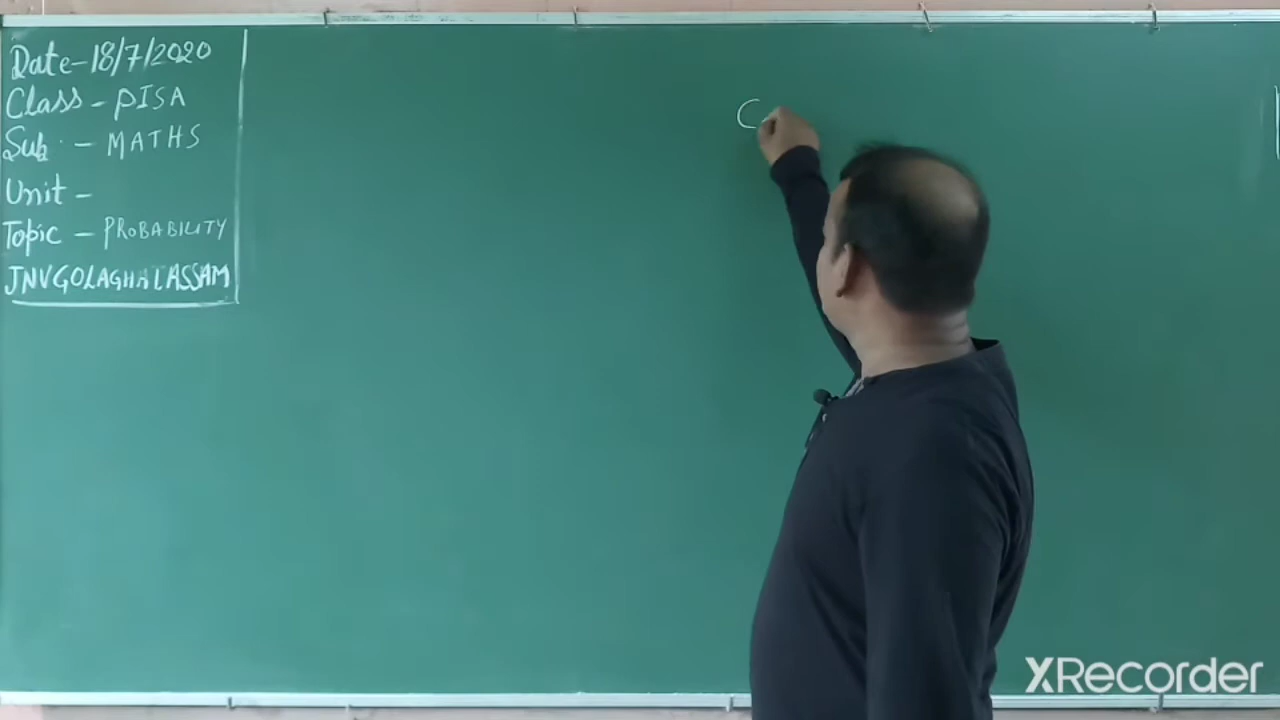 Date-18/7/2020
Class - PISA
Sub - MATHS
Unit -
Topic - PROBABILITY
JNVGOLAGHATASSAM
C
XRecorder